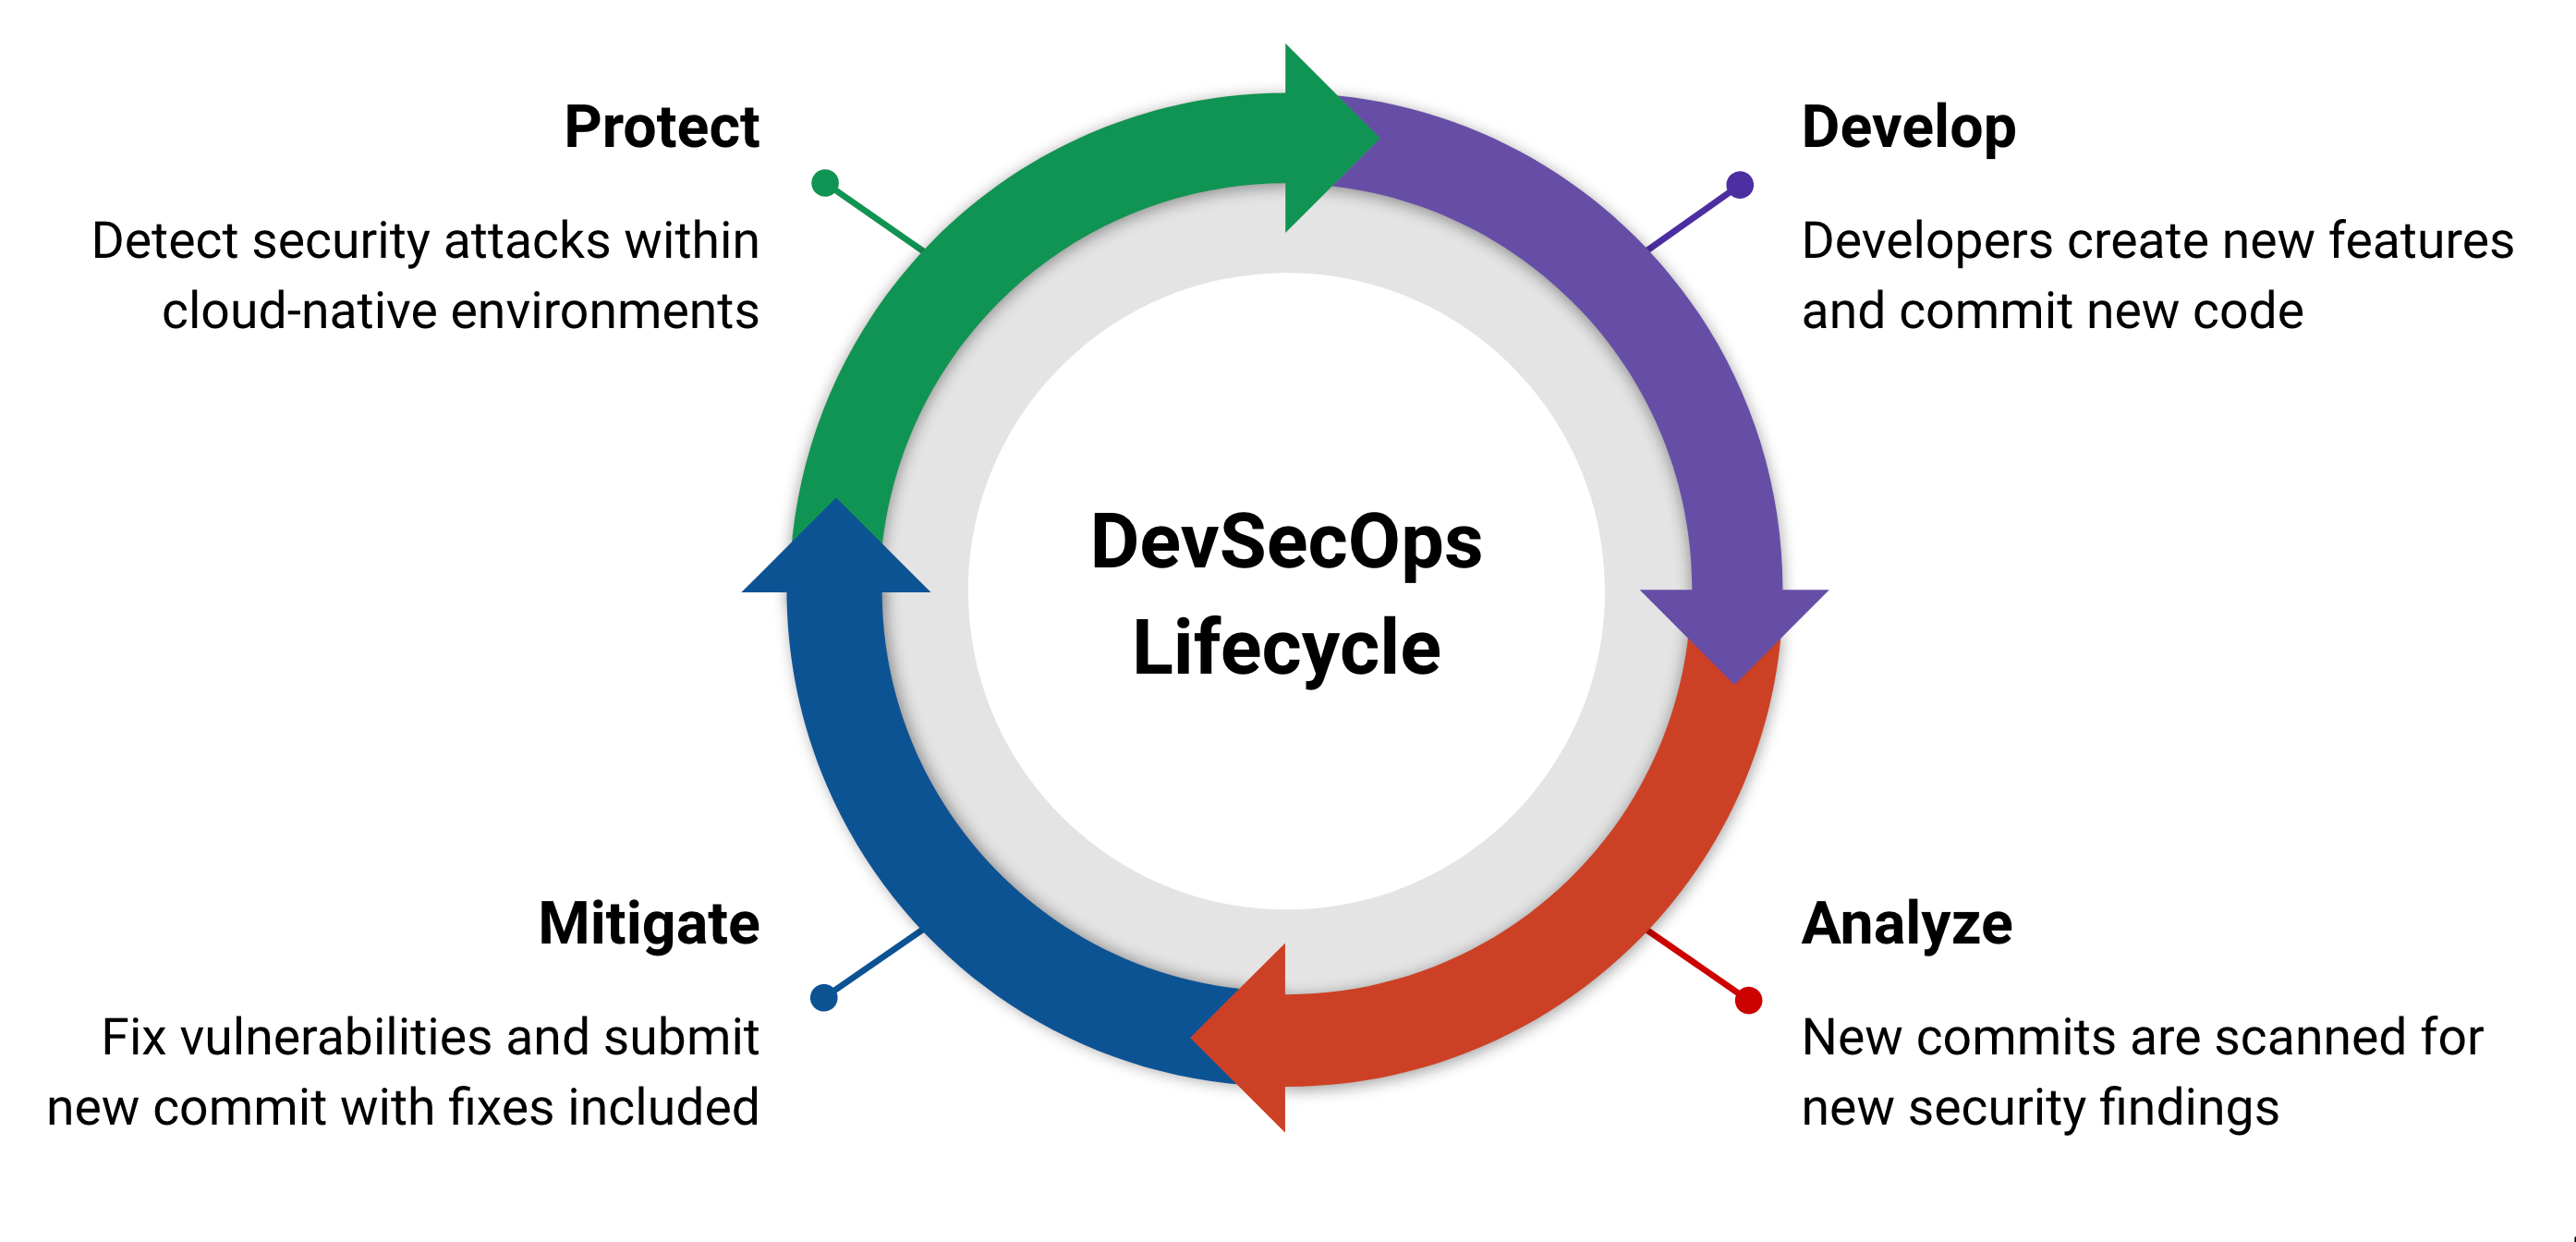 Protect
Detect security attacks within
cloud-native environments
Develop
Developers create new features
and commit new code
DevSecOps
Lifecycle
Mitigate
Fix vulnerabilities and submit
new commit with fixes included
Analyze
New commits are scanned for
new security findings